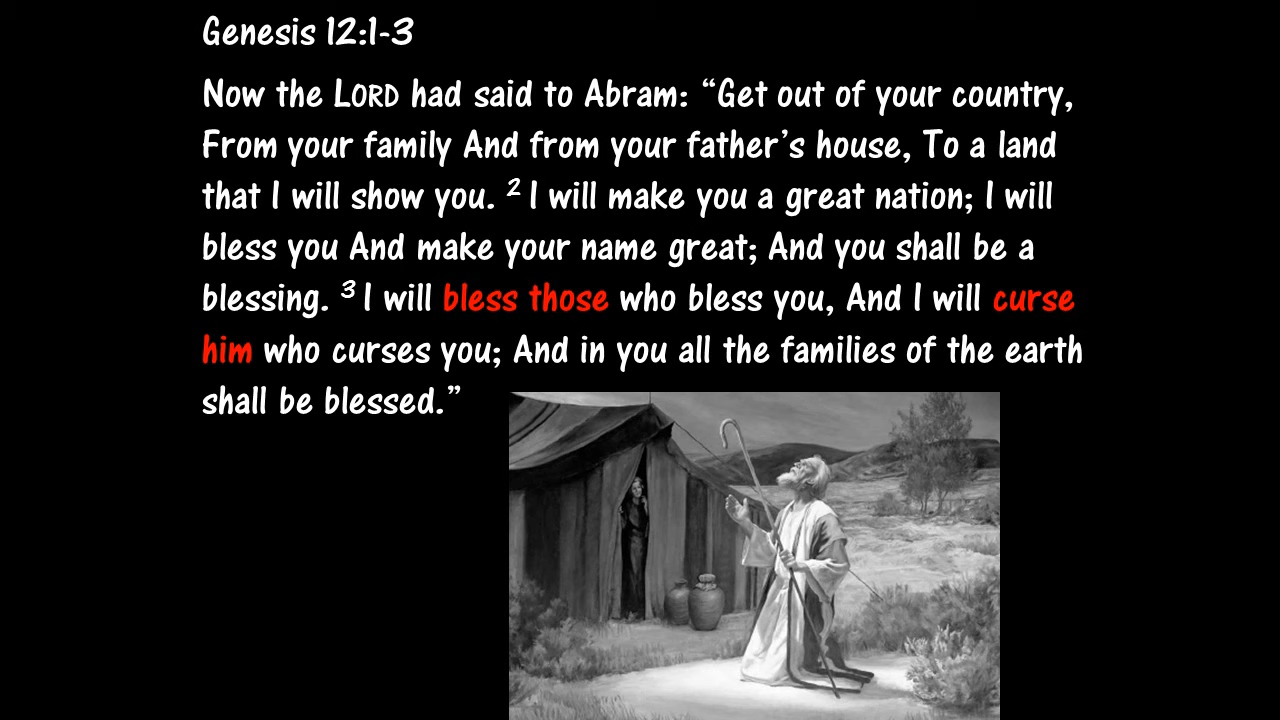 Genesis 12:1-3
Now the LORD had said to Abram: “Get out of your country,
From your family And from your father’s house, To a land
that I will show you. 2 I will make you a great nation; I will
bless you And make your name great; And you shall be a
blessing. 3 I will bless those who bless you, And I will curse
him who curses you; And in you all the families of the earth
shall be blessed.”